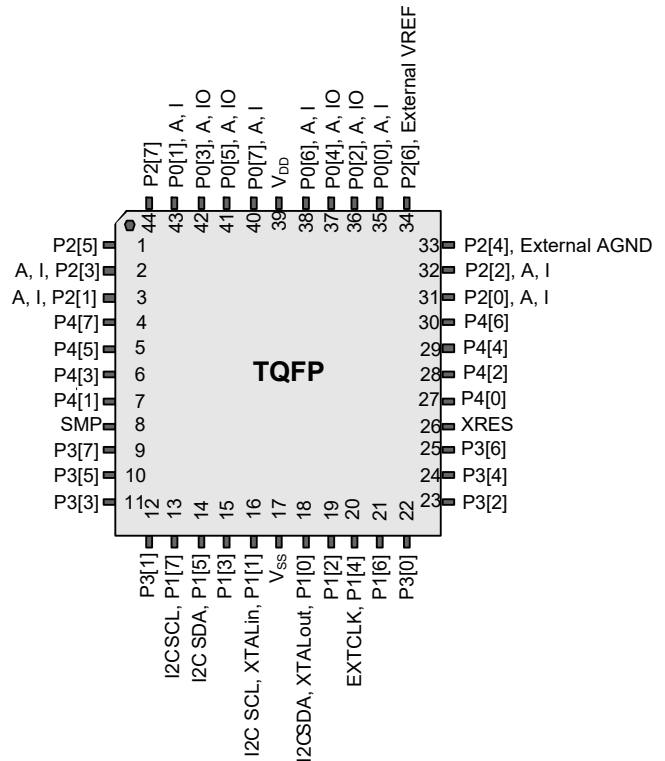 P2[7]
P0[1], A, I
P0[3], A, IO
P0[5], A, IO
P0[7], A, I
VDD
P0[6], A, I
P0[4], A, IO
P0[2], A, IO
P0[0], A, I
P2[6], External VREF
44
43
42
41
40
39
38
37
36
35
34
P2[5] 1
A, I, P2[3] 2
A, I, P2[1] 3
P4[7] 4
P4[5] 5
P4[3] 6
P4[1] 7
SMP 8
P3[7] 9
P3[5] 10
P3[3] 11
TQFP
33 P2[4], External AGND
32 P2[2], A, I
31 P2[0], A, I
30 P4[6]
29 P4[4]
28 P4[2]
27 P4[0]
26 XRES
25 P3[6]
24 P3[4]
23 P3[2]
12
13
14
15
16
17
18
19
20
21
22
P3[1]
I2CSCL, P1[7]
I2C SDA, P1[5]
P1[3]
I2C SCL, XTALin, P1[1]
VSS
I2CSDA, XTALout, P1[0]
P1[2]
EXTCLK, P1[4]
P1[6]
P3[0]